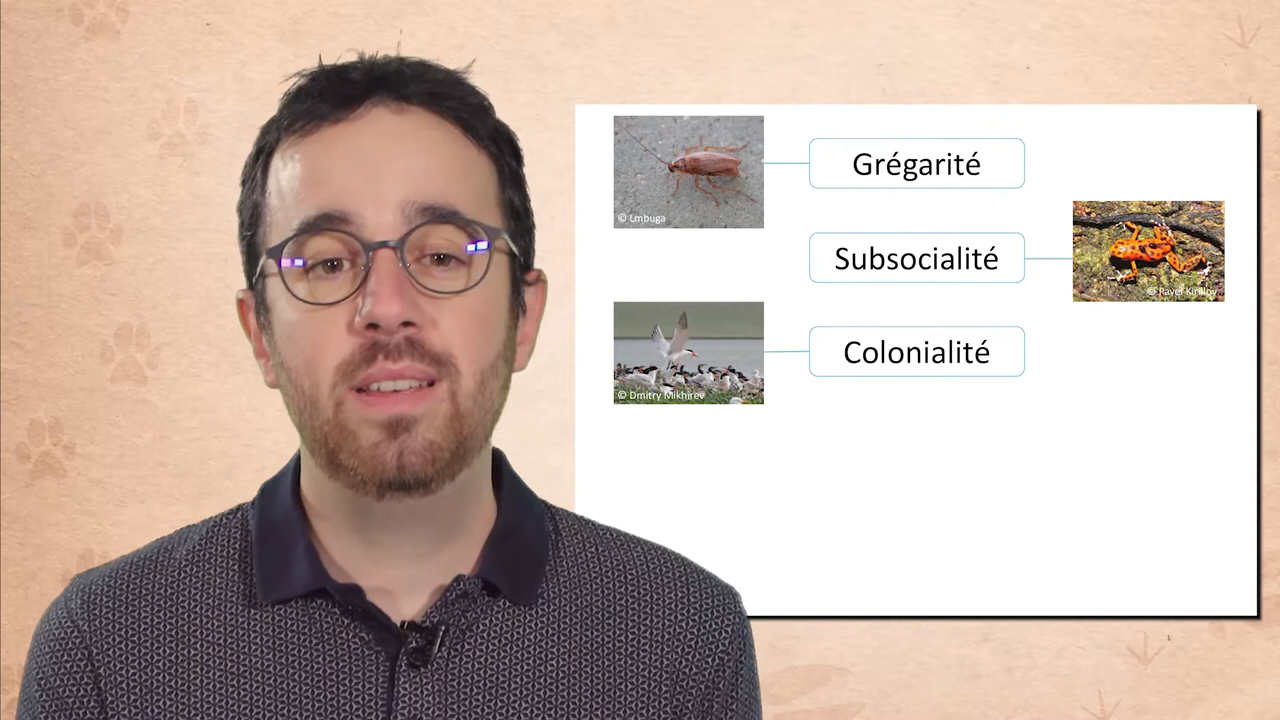 Grégarité
© Lmbuga
Subsocialité
© Pavel Kirillov
Colonialité
© Dmitry Mikhirev